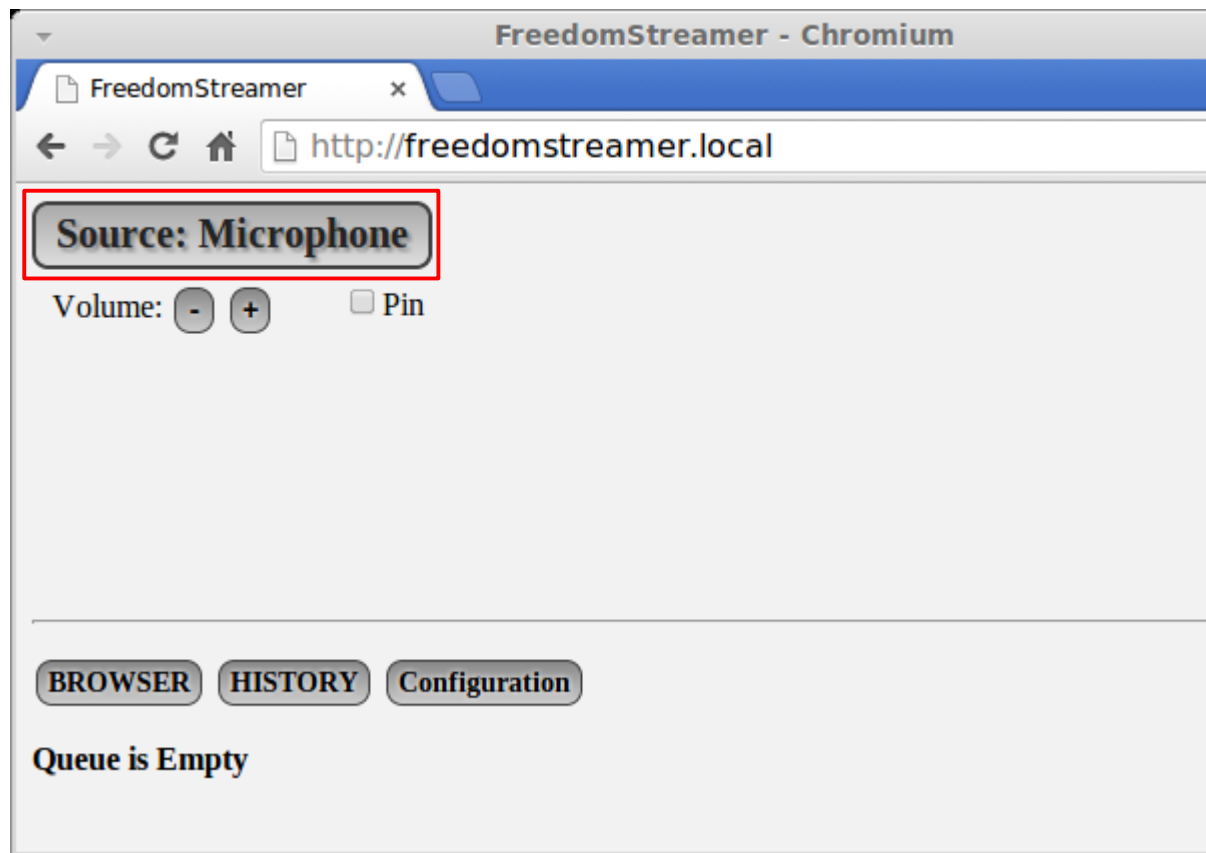 FreedomStreamer - Chromium
FreedomStreamer ×
http://freedomstreamer.local
Source: Microphone
Volume: - + Pin
BROWSER HISTORY Configuration
Queue is Empty